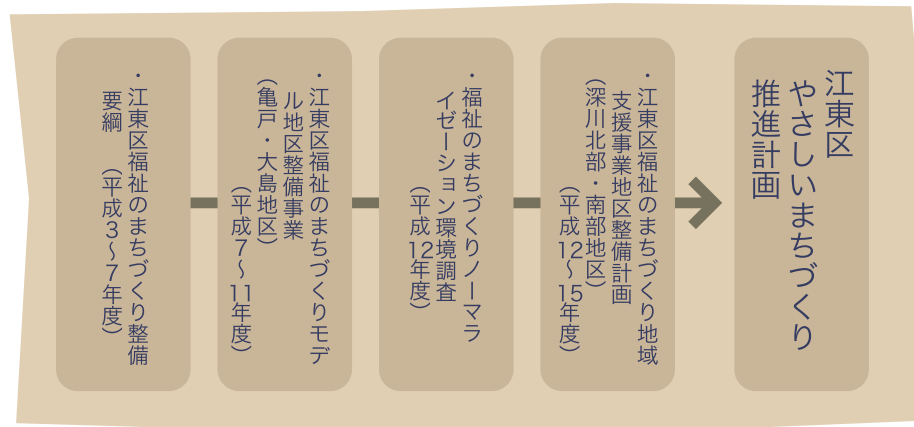 ・江東区福祉のまちづくり整備
要綱　（平成3〜7年度）
・江東区福祉のまちづくりモデ
ル地区整備事業
（亀戸・大島地区）
（平成7〜11年度）
・福祉のまちづくりノーマラ
イゼーション環境調査
（平成12年度）
・江東区福祉のまちづくり地域
支援事業地区整備計画
（深川北部・南部地区）
（平成12〜15年度）
江東区
やさしいまちづくり
推進計画